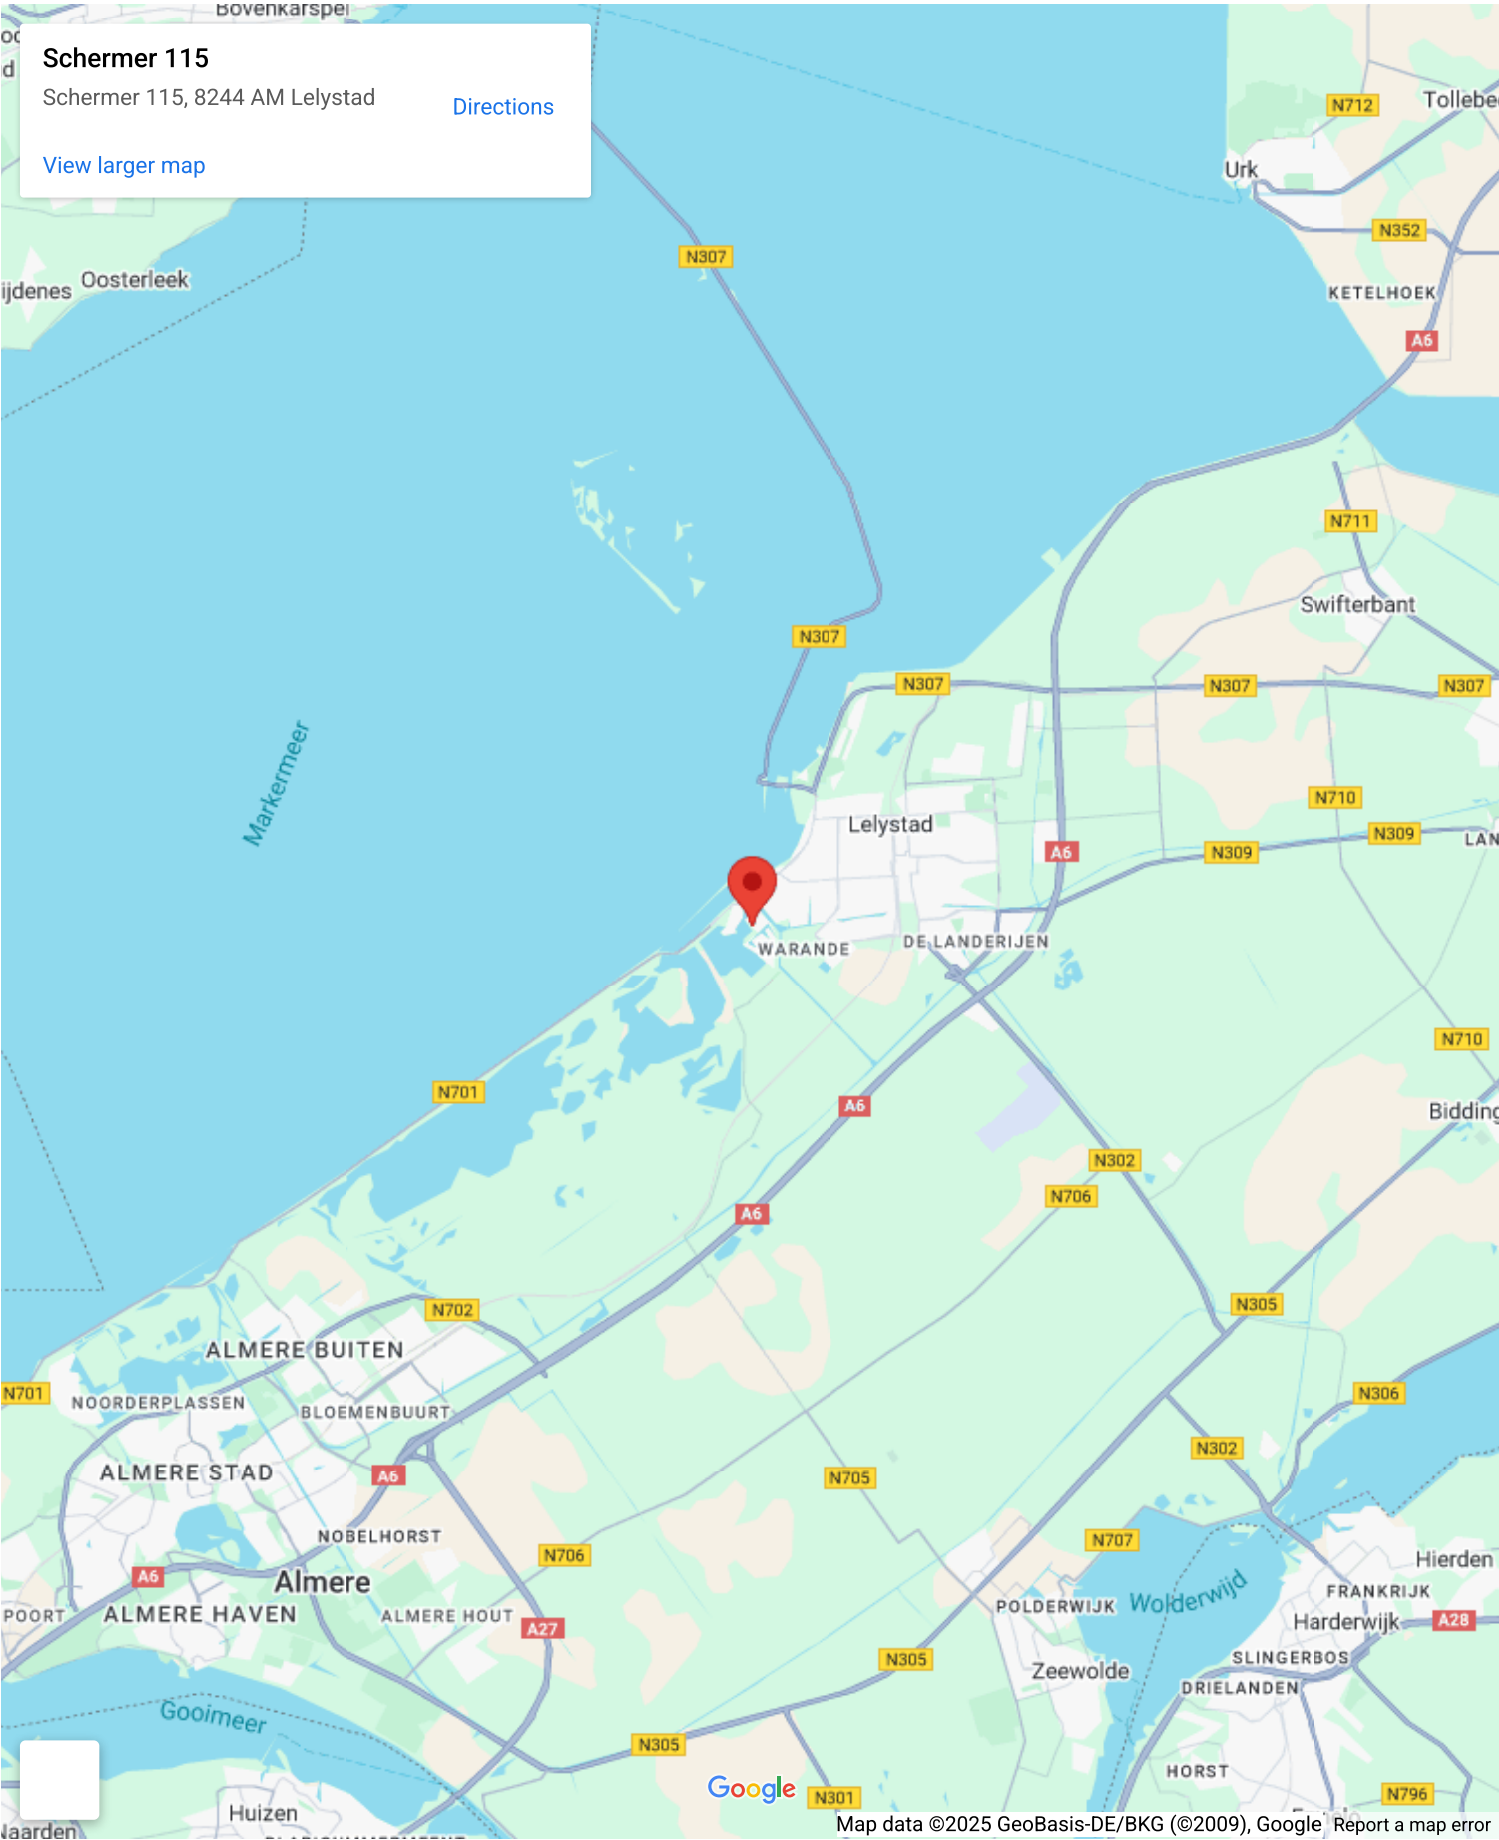 Bovenkarspel
Schermer 115
Schermer 115, 8244 AM Lelystad
Directions
View larger map
N712
Urk
N352
N307
Oosterleek
KETELHOEK
A6
N711
Swifterbant
N307
N307
N307
N307
Markermeer
N710
Lelystad
A6
N309
N309
WARANDE
DE LANDERIJEN
N710
N701
A6
N302
N706
A6
N305
N702
ALMERE BUITEN
N701
NOORDERPLASSEN
BLOEMENBUURT
N306
N302
ALMERE STAD
A6
N705
NOBELHORST
N706
N707
Hierden
A6
Almere
Wolderwijd
FRANKRIJK
POORT
ALMERE HAVEN
ALMERE HOUT
A27
POLDERWIJK
Harderwijk
A28
N305
SLINGERBOS
Zeewolde
DRIELANDEN
Gooimeer
N305
HORST
Google
N301
N796
Huizen
Map data ©2025 GeoBasis-DE/BKG (©2009), Google
Report a map error